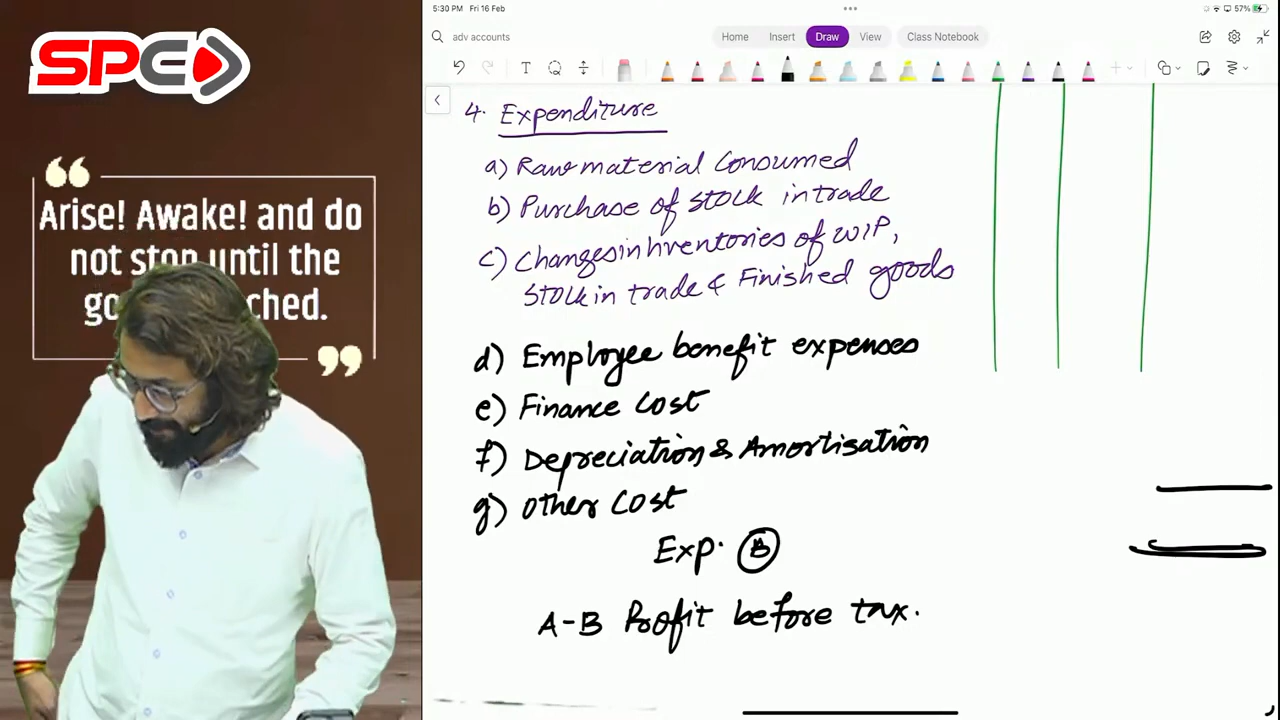 5:30 PM Fri 16 Feb
57%
SPED
adv accounts
Home Insert Draw View Class Notebook
“
Arise! Awake! and do
not stop until the
go ched.
”
4. Expenditure
a) Raw material Consumed
b) Purchase of stock in trade
c) Changes in Inventories of WIP,
Stock in trade & Finished goods
d) Employee benefit expenses
e) Finance Cost
f) Depreciation & Amortisation
g) Other Cost
Exp. B
A-B Profit before tax.